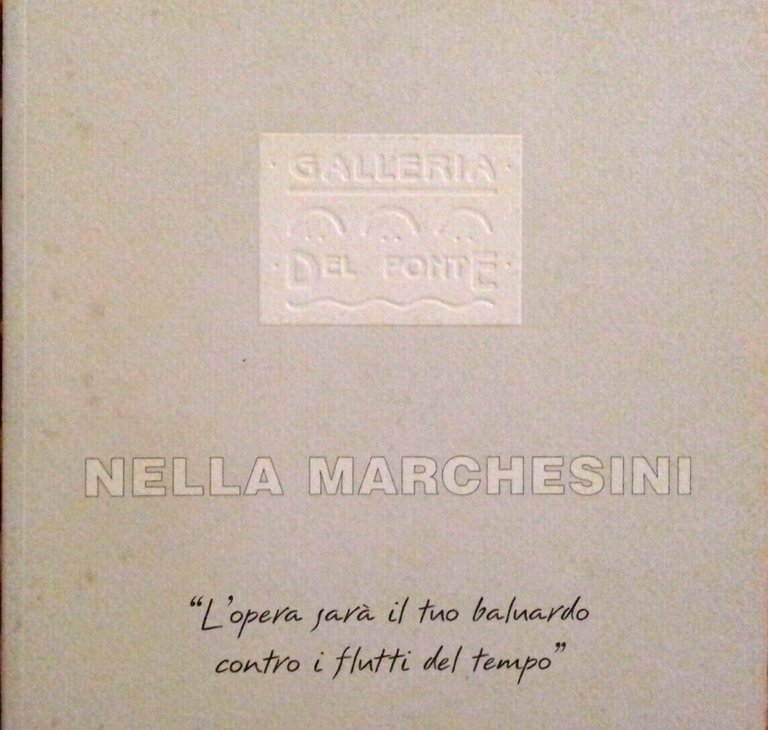 · GALLERIA ·
· DEL PONTE ·
NELLA MARCHESINI
“L'opera sarà il tuo baluardo
contro i flutti del tempo”